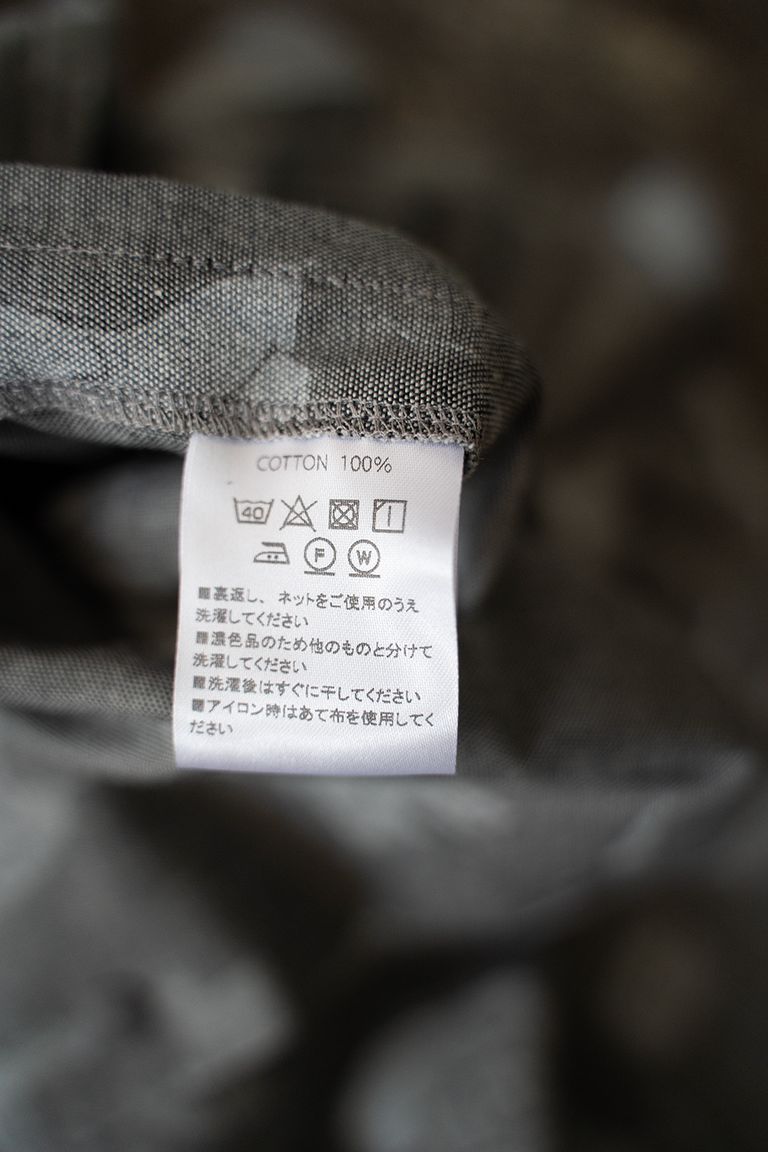 COTTON 100%
40
F W
■裏返し、ネットをご使用のうえ
洗濯してください
■濃色品のため他のものと分けて
洗濯してください
■洗濯後はすぐに干してください
■アイロン時はあて布を使用してく
ださい